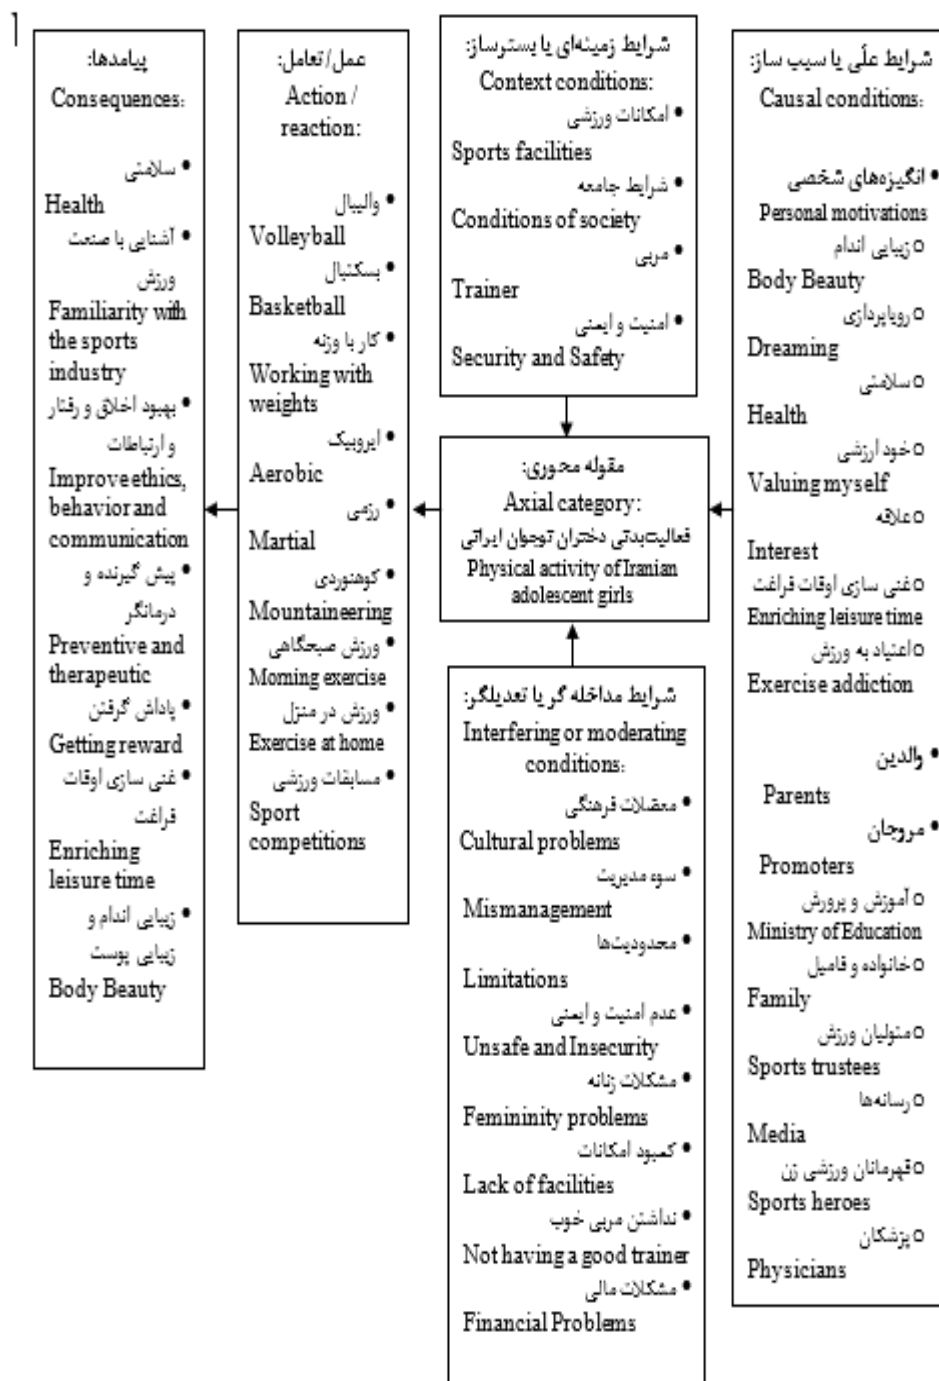 1
شرایط علّی یا سبب ساز:
Causal conditions:
• انگیزه‌های شخصی
Personal motivations
○ زیبایی اندام
Body Beauty
○ رویاپردازی
Dreaming
○ سلامتی
Health
○ خود ارزشی
Valuing myself
○ علاقه
Interest
○ غنی سازی اوقات فراغت
Enriching leisure time
○ اعتیاد به ورزش
Exercise addiction
• والدین
Parents
• مروجان
Promoters
○ آموزش و پرورش
Ministry of Education
○ خانواده و فامیل
Family
○ متولیان ورزش
Sports trustees
○ رسانه‌ها
Media
○ قهرمانان ورزشی زن
Sports heroes
○ پزشکان
Physicians
شرایط زمینه‌ای یا بسترساز:
Context conditions:
• امکانات ورزشی
Sports facilities
• شرایط جامعه
Conditions of society
• مربی
Trainer
• امنیت و ایمنی
Security and Safety
مقوله محوری:
Axial category:
فعالیت‌بدنی دختران نوجوان ایرانی
Physical activity of Iranian
adolescent girls
شرایط مداخله گر یا تعدیلگر:
Interfering or moderating
conditions:
• معضلات فرهنگی
Cultural problems
• سوء مدیریت
Mismanagement
• محدودیت‌ها
Limitations
• عدم امنیت و ایمنی
Unsafe and Insecurity
• مشکلات زنانه
Femininity problems
• کمبود امکانات
Lack of facilities
• نداشتن مربی خوب
Not having a good trainer
• مشکلات مالی
Financial Problems
عمل/تعامل:
Action /
reaction:
• والیبال
Volleyball
• بسکتبال
Basketball
• کار با وزنه
Working with
weights
• ایروبیک
Aerobic
• رزمی
Martial
• کوهنوردی
Mountaineering
• ورزش صبحگاهی
Morning exercise
• ورزش در منزل
Exercise at home
• مسابقات ورزشی
Sport
competitions
پیامدها:
Consequences:
• سلامتی
Health
• آشنایی با صنعت
ورزش
Familiarity with
the sports
industry
• بهبود اخلاق و رفتار
و ارتباطات
Improve ethics,
behavior and
communication
• پیش گیرنده و
درمانگر
Preventive and
therapeutic
• پاداش گرفتن
Getting reward
• غنی سازی اوقات
فراغت
Enriching
leisure time
• زیبایی اندام و
زیبایی پوست
Body Beauty